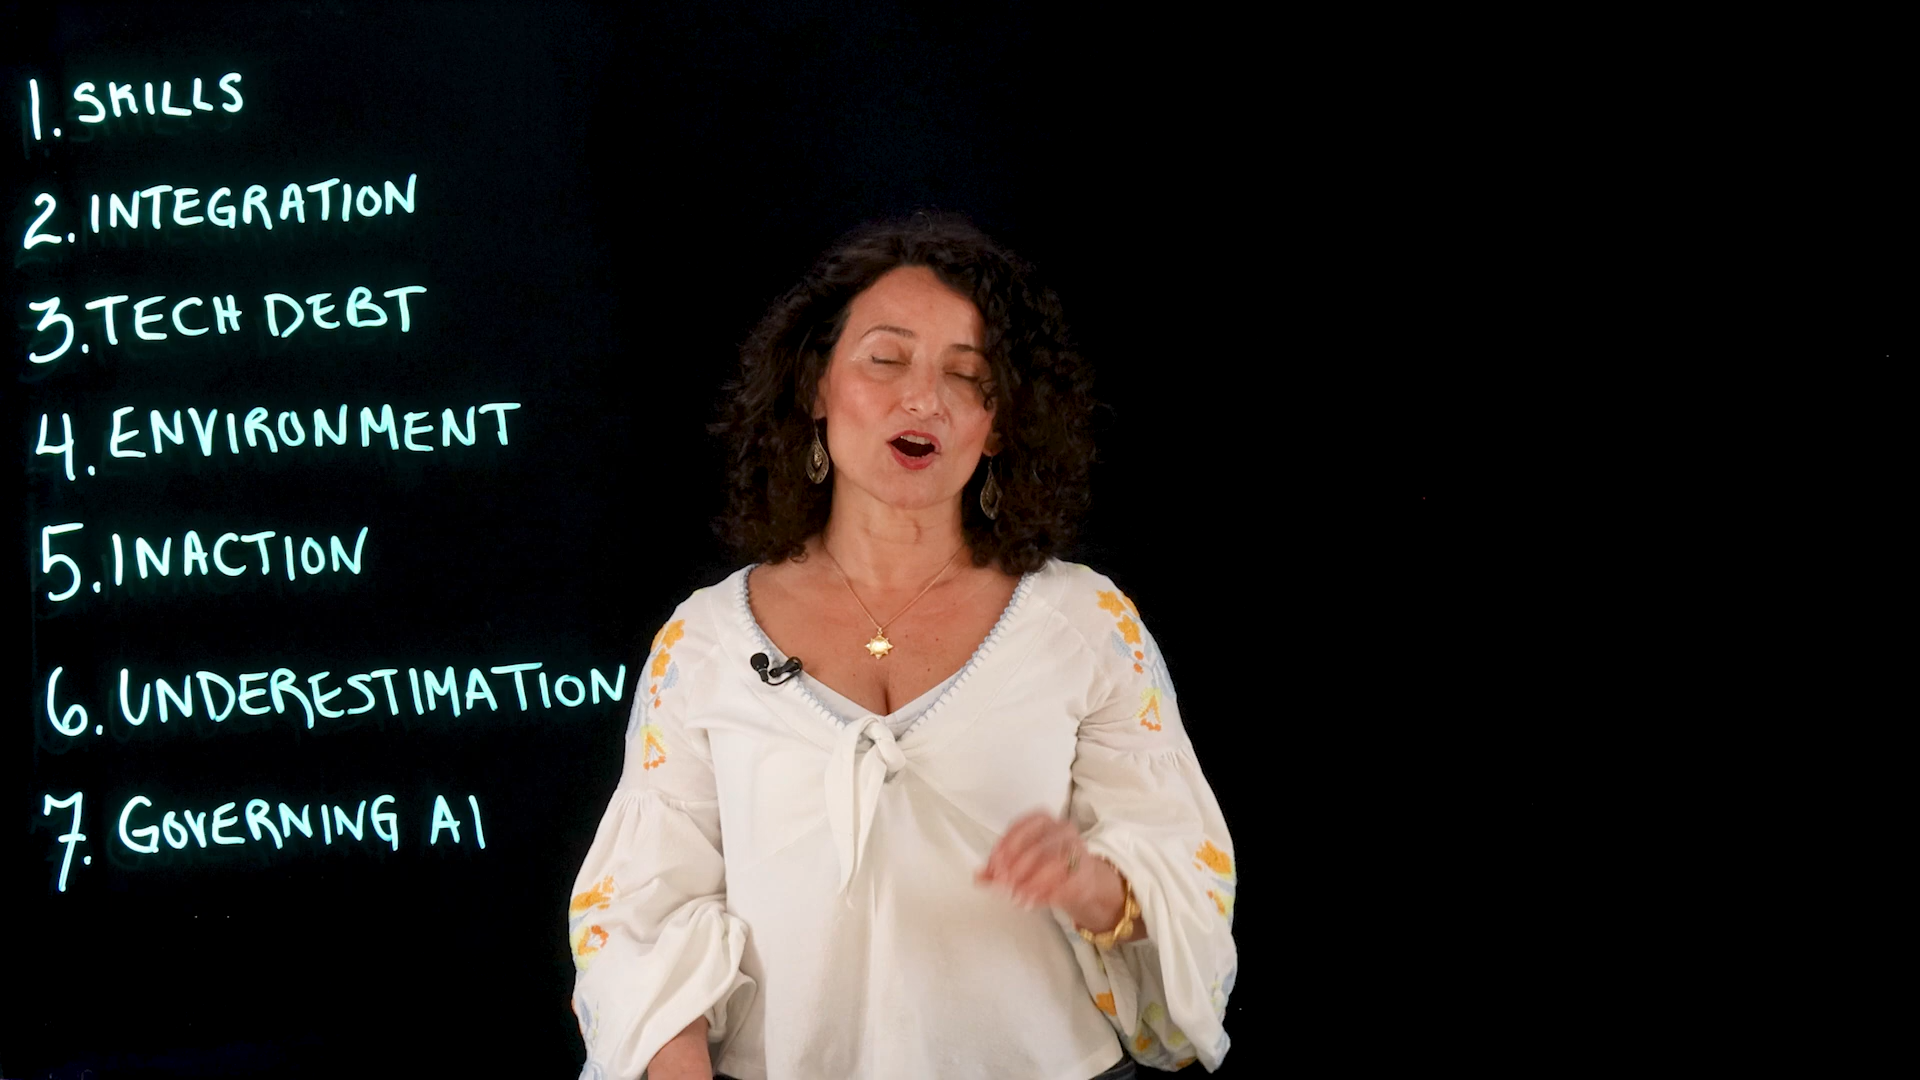 1. SKILLS
2. INTEGRATION
3. TECH DEBT
4. ENVIRONMENT
5. INACTION
6. UNDERESTIMATION
7. GOVERNING AI